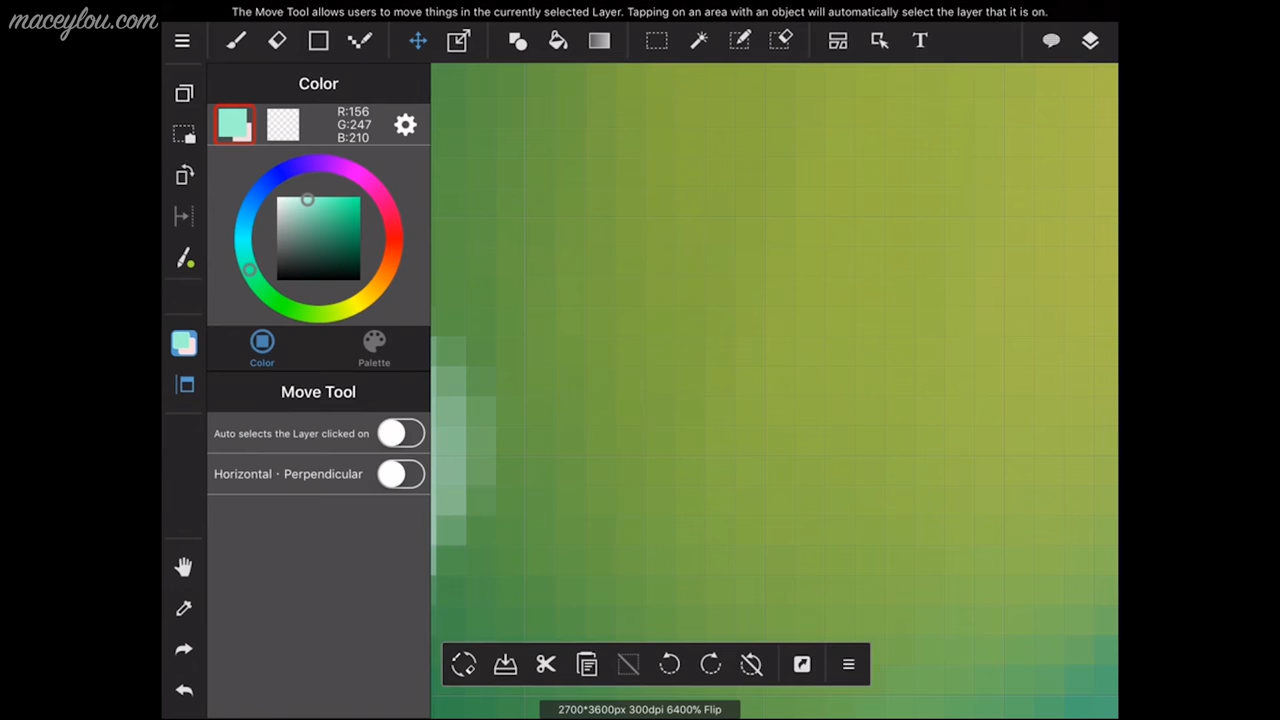 The Move Tool allows users to move things in the currently selected Layer. Tapping on an area with an object will automatically select the layer that it is on.
maceylou.com
T
Color
R:156
G:247
B:210
Color
Palette
Move Tool
Auto selects the Layer clicked on
Horizontal・Perpendicular
2700*3600px 300dpi 6400% Flip